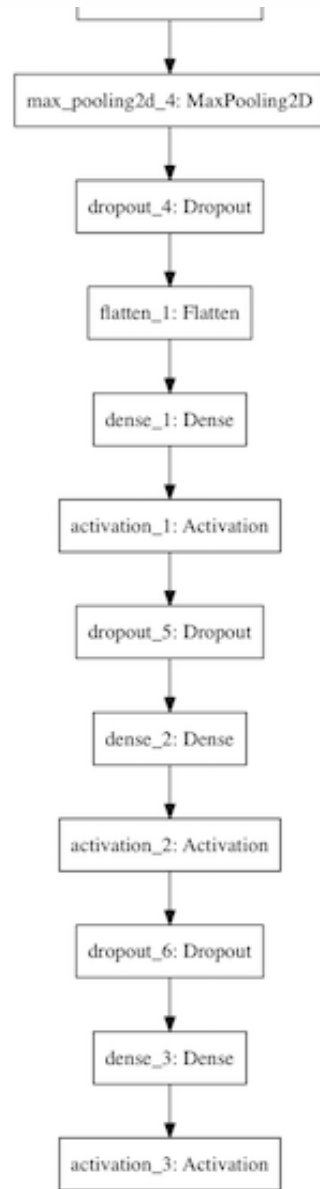 max_pooling2d_4: MaxPooling2D
dropout_4: Dropout
flatten_1: Flatten
dense_1: Dense
activation_1: Activation
dropout_5: Dropout
dense_2: Dense
activation_2: Activation
dropout_6: Dropout
dense_3: Dense
activation_3: Activation